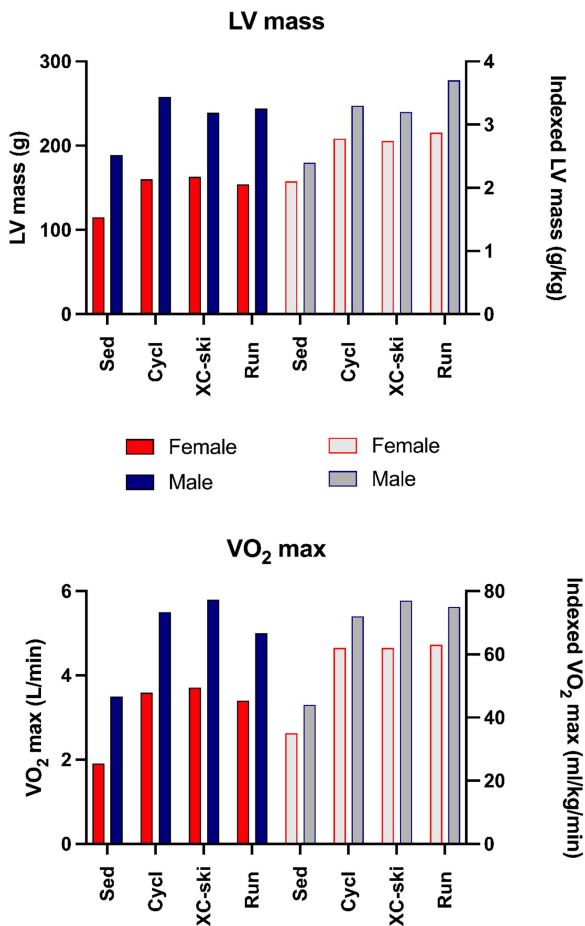 LV mass
LV mass (g)
300
200
100
0
4
3
2
1
0
Indexed LV mass (g/kg)
Sed
Cycl
XC-ski
Run
Sed
Cycl
XC-ski
Run
Female
Male
Female
Male
VO₂ max
VO₂ max (L/min)
6
4
2
0
80
60
40
20
0
Indexed VO₂ max (ml/kg/min)
Sed
Cycl
XC-ski
Run
Sed
Cycl
XC-ski
Run